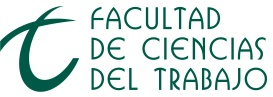 FACULTAD
DE CIENCIAS
DEL TRABAJO